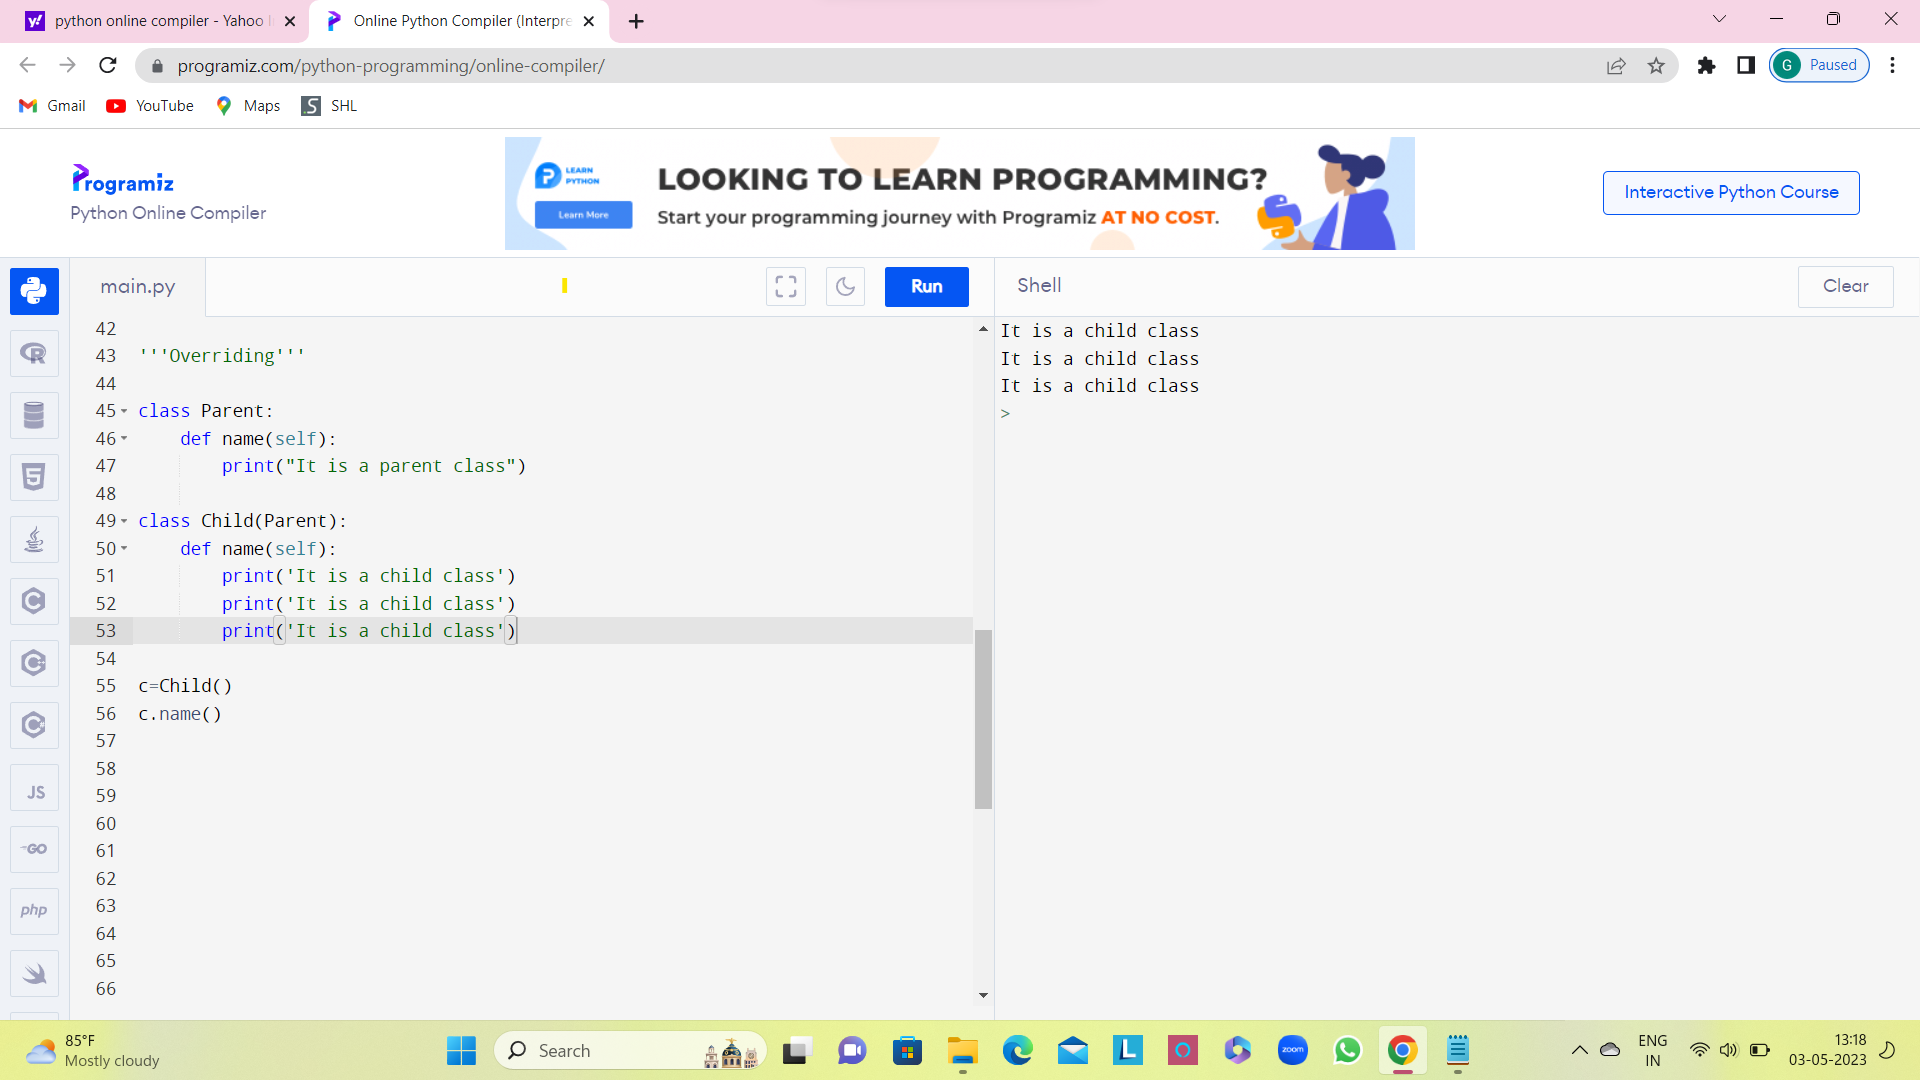 python online compiler - Yahoo I
Online Python Compiler (Interpre
programiz.com/python-programming/online-compiler/
G Paused
Gmail YouTube Maps S SHL
Programiz
Python Online Compiler
P LEARN PYTHON
Learn More
LOOKING TO LEARN PROGRAMMING?
Start your programming journey with Programiz AT NO COST.
Interactive Python Course
main.py
Run
Shell
Clear
42
43 '''Overriding'''
44
45 class Parent:
46     def name(self):
47         print("It is a parent class")
48
49 class Child(Parent):
50     def name(self):
51         print('It is a child class')
52         print('It is a child class')
53         print('It is a child class')
54
55 c=Child()
56 c.name()
57
58
59
60
61
62
63
64
65
66
It is a child class
It is a child class
It is a child class
>
R
5
C
C
C
JS
GO
php
85°F
Mostly cloudy
Search
L
zoom
ENG
IN
13:18
03-05-2023